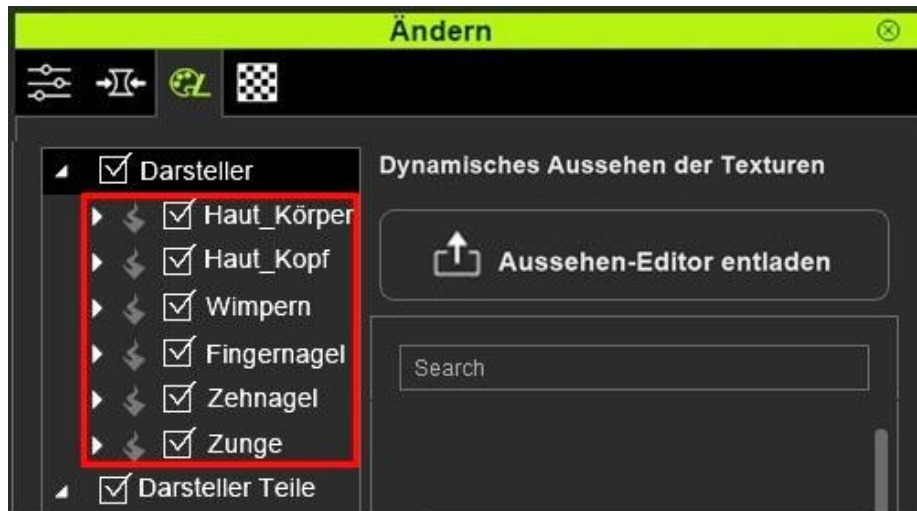 Ändern
Darsteller
Haut_Körper
Haut_Kopf
Wimpern
Fingernagel
Zehnagel
Zunge
Darsteller Teile
Dynamisches Aussehen der Texturen
Aussehen-Editor entladen
Search